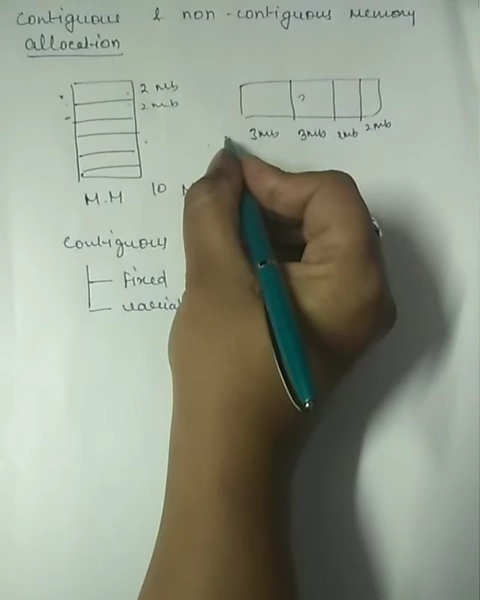 Contiguous & non-contiguous Memory
allocation
2 Mb
2 Mb
3Mb 3Mb 2Mb 2Mb
M.M 10
Contiguous
Fixed